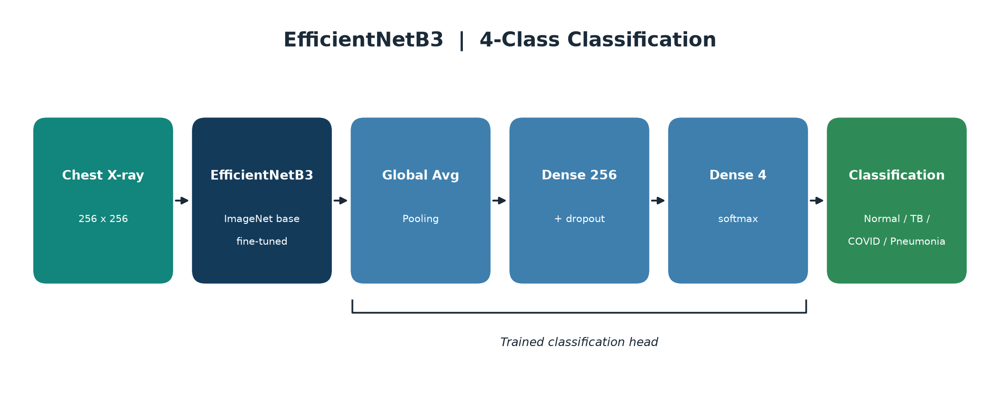 EfficientNetB3 | 4-Class Classification
Chest X-ray
256 x 256
EfficientNetB3
ImageNet base
fine-tuned
Global Avg
Pooling
Dense 256
+ dropout
Dense 4
softmax
Classification
Normal / TB /
COVID / Pneumonia
Trained classification head